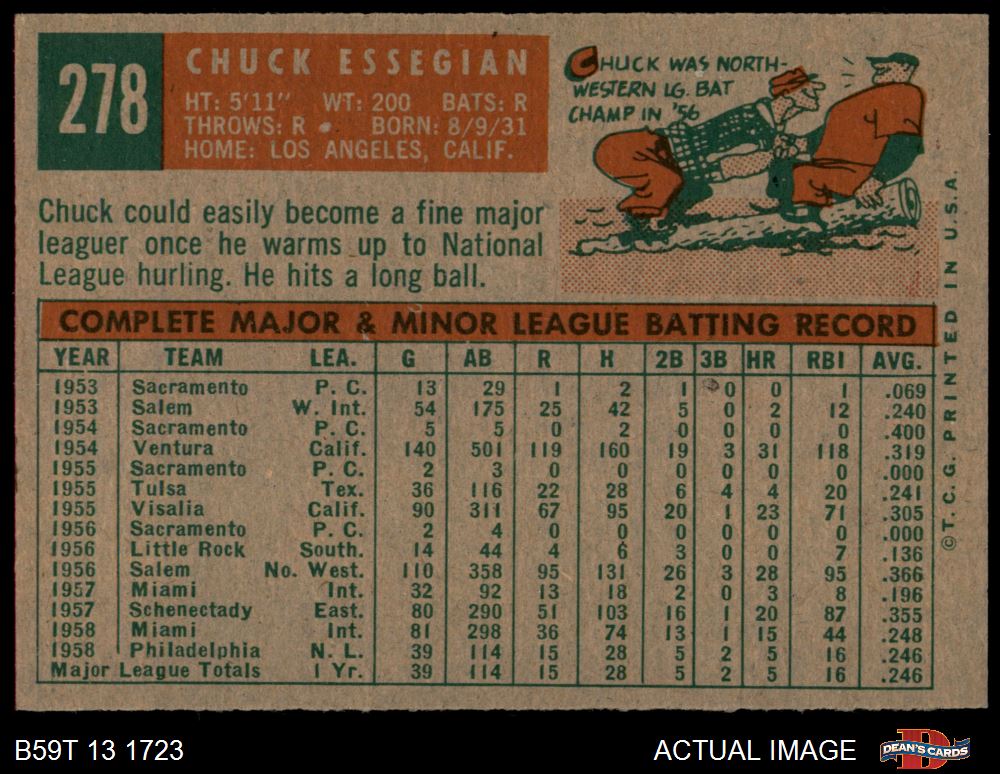 278
CHUCK ESSEGIAN
HT: 5'11" WT: 200 BATS: R
THROWS: R • BORN: 8/9/31
HOME: LOS ANGELES, CALIF.
CHUCK WAS NORTH-
WESTERN LG. BAT
CHAMP IN '56
Chuck could easily become a fine major
leaguer once he warms up to National
League hurling. He hits a long ball.
COMPLETE MAJOR & MINOR LEAGUE BATTING RECORD
YEAR TEAM LEA. G AB R H 2B 3B HR RBI AVG.
1953 Sacramento P. C. 13 29 1 2 1 0 0 1 .069
1953 Salem W. Int. 54 175 25 42 5 0 2 12 .240
1954 Sacramento P. C. 5 5 0 2 0 0 0 0 .400
1954 Ventura Calif. 140 501 119 160 19 3 31 118 .319
1955 Sacramento P. C. 2 3 0 0 0 0 0 0 .000
1955 Tulsa Tex. 36 116 22 28 6 4 4 20 .241
1955 Visalia Calif. 90 311 67 95 20 1 23 71 .305
1956 Sacramento P. C. 2 4 0 0 0 0 0 0 .000
1956 Little Rock South. 14 44 4 6 3 0 0 7 .136
1956 Salem No. West. 110 358 95 131 26 3 28 95 .366
1957 Miami Int. 32 92 13 18 2 0 3 8 .196
1957 Schenectady East. 80 290 51 103 16 1 20 87 .355
1958 Miami Int. 81 298 36 74 13 1 15 44 .248
1958 Philadelphia N. L. 39 114 15 28 5 2 5 16 .246
Major League Totals 1 Yr. 39 114 15 28 5 2 5 16 .246
©T. C. G. PRINTED IN U.S.A.
B59T 13 1723
ACTUAL IMAGE
DEAN'S CARDS